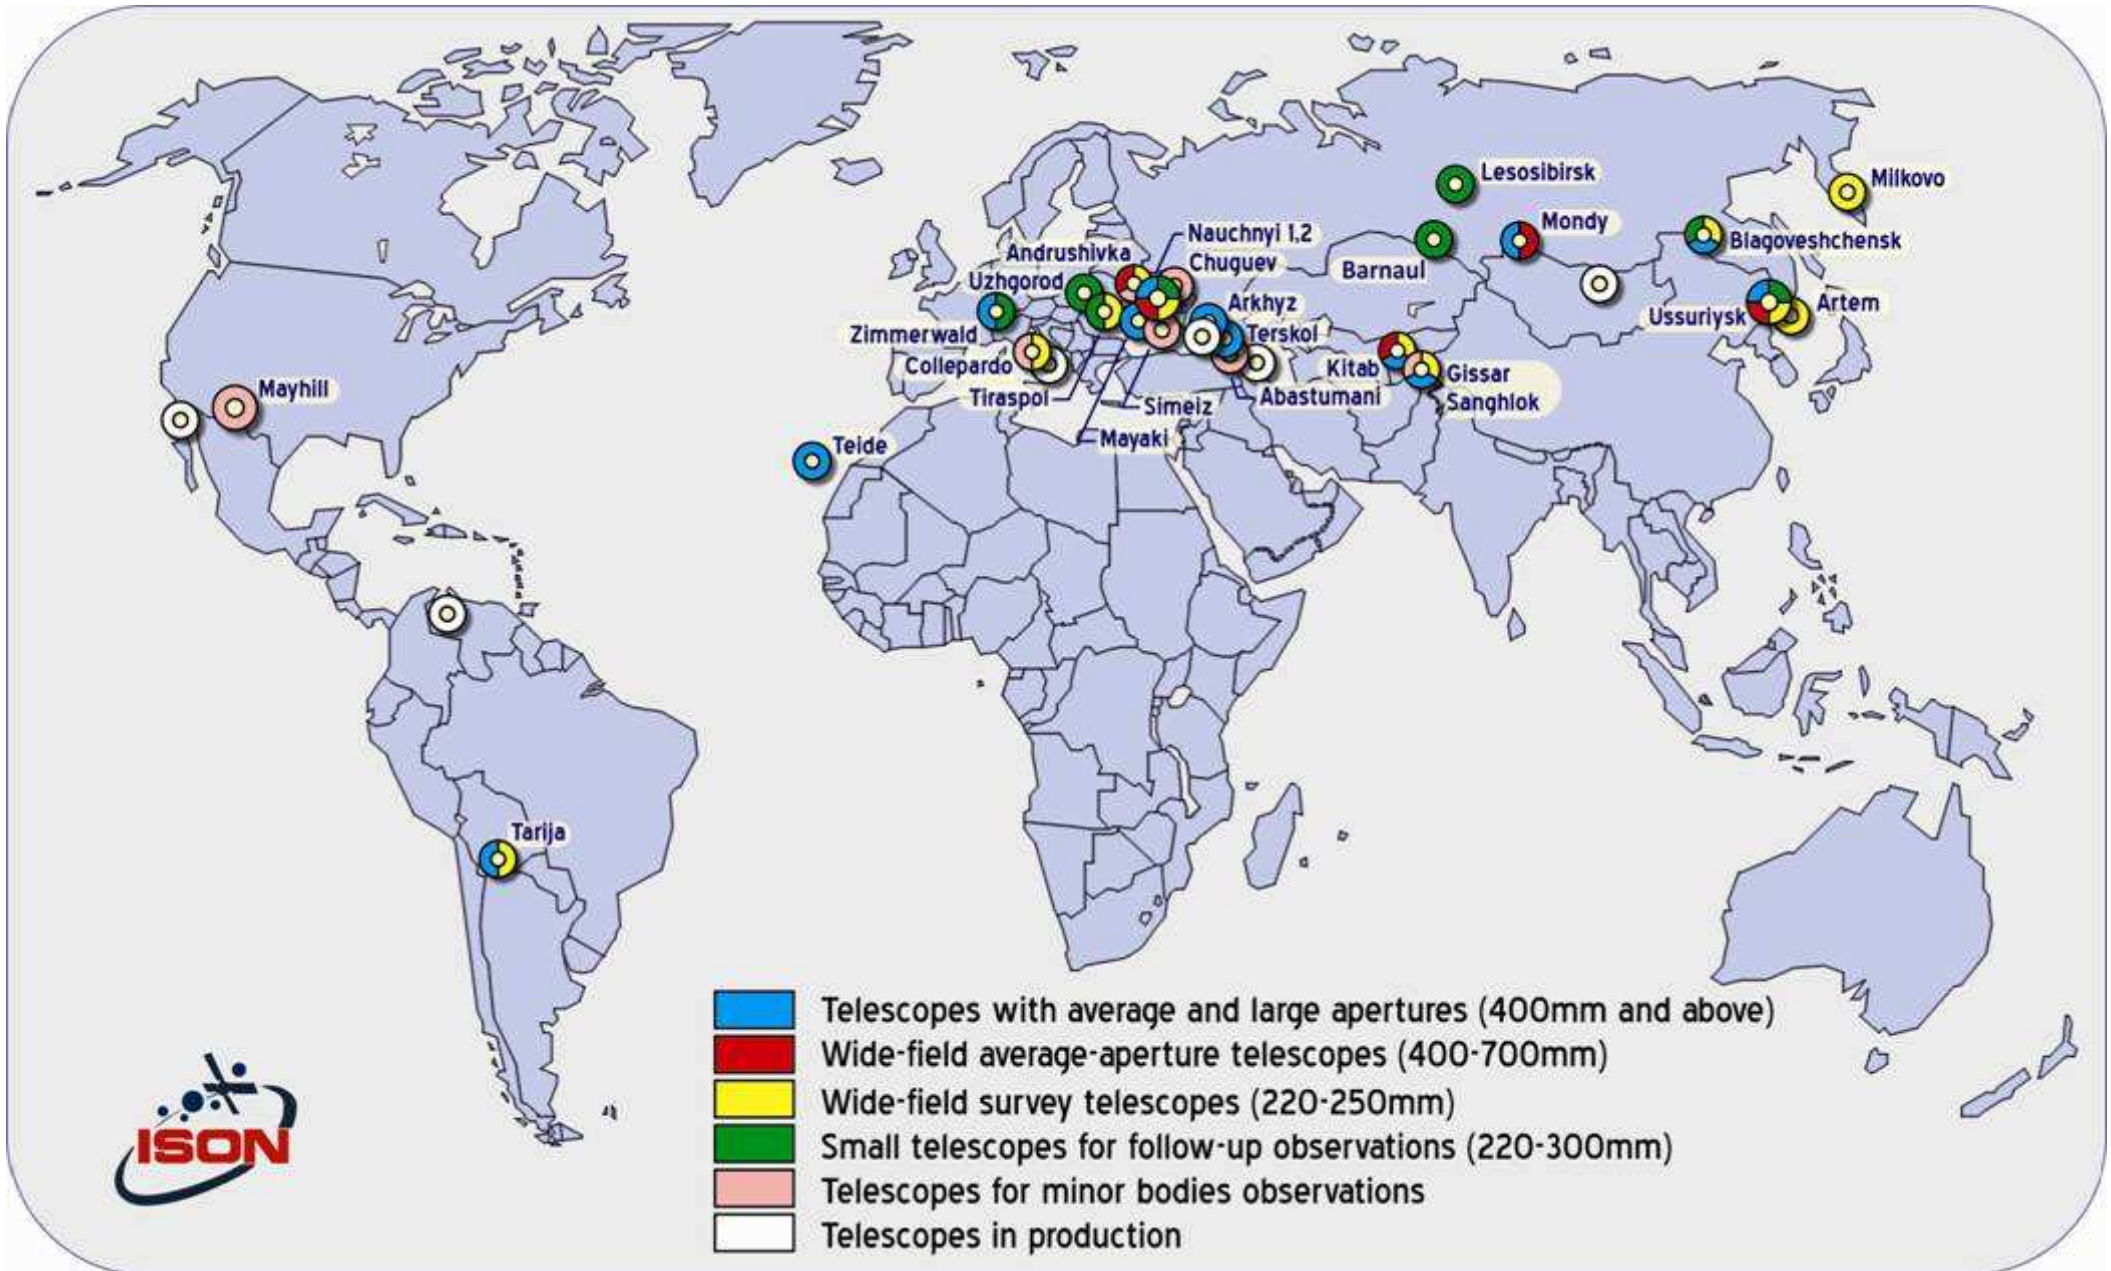 Lesosibirsk
Milkovo
Mondy
Nauchnyi 1,2
Blagoveshchensk
Andrushivka
Chuguev
Barnaul
Uzhgorod
Arkhyz
Artem
Ussuriysk
Zimmerwald
Terskol
Collepardo
Kitab
Gissar
Mayhill
Tiraspol
Simeiz
Abastumani
Sanghlok
Mayaki
Teide
Tarija
Telescopes with average and large apertures (400mm and above)
Wide-field average-aperture telescopes (400-700mm)
Wide-field survey telescopes (220-250mm)
Small telescopes for follow-up observations (220-300mm)
Telescopes for minor bodies observations
Telescopes in production
ISON